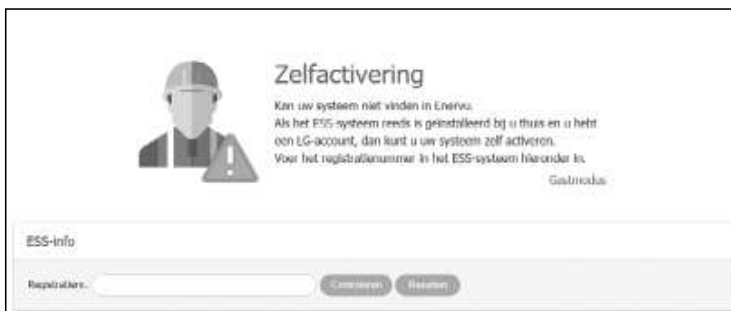 Zelfactivering
Kan uw systeem niet vinden in Enervu.
Als het ESS-systeem reeds is geïnstalleerd bij u thuis en u hebt
een LG-account, dan kunt u uw systeem zelf activeren.
Voer het registratienummer in het ESS-systeem hieronder in.
Gastmodus
ESS-info
Registratienr. Controleren Resetten